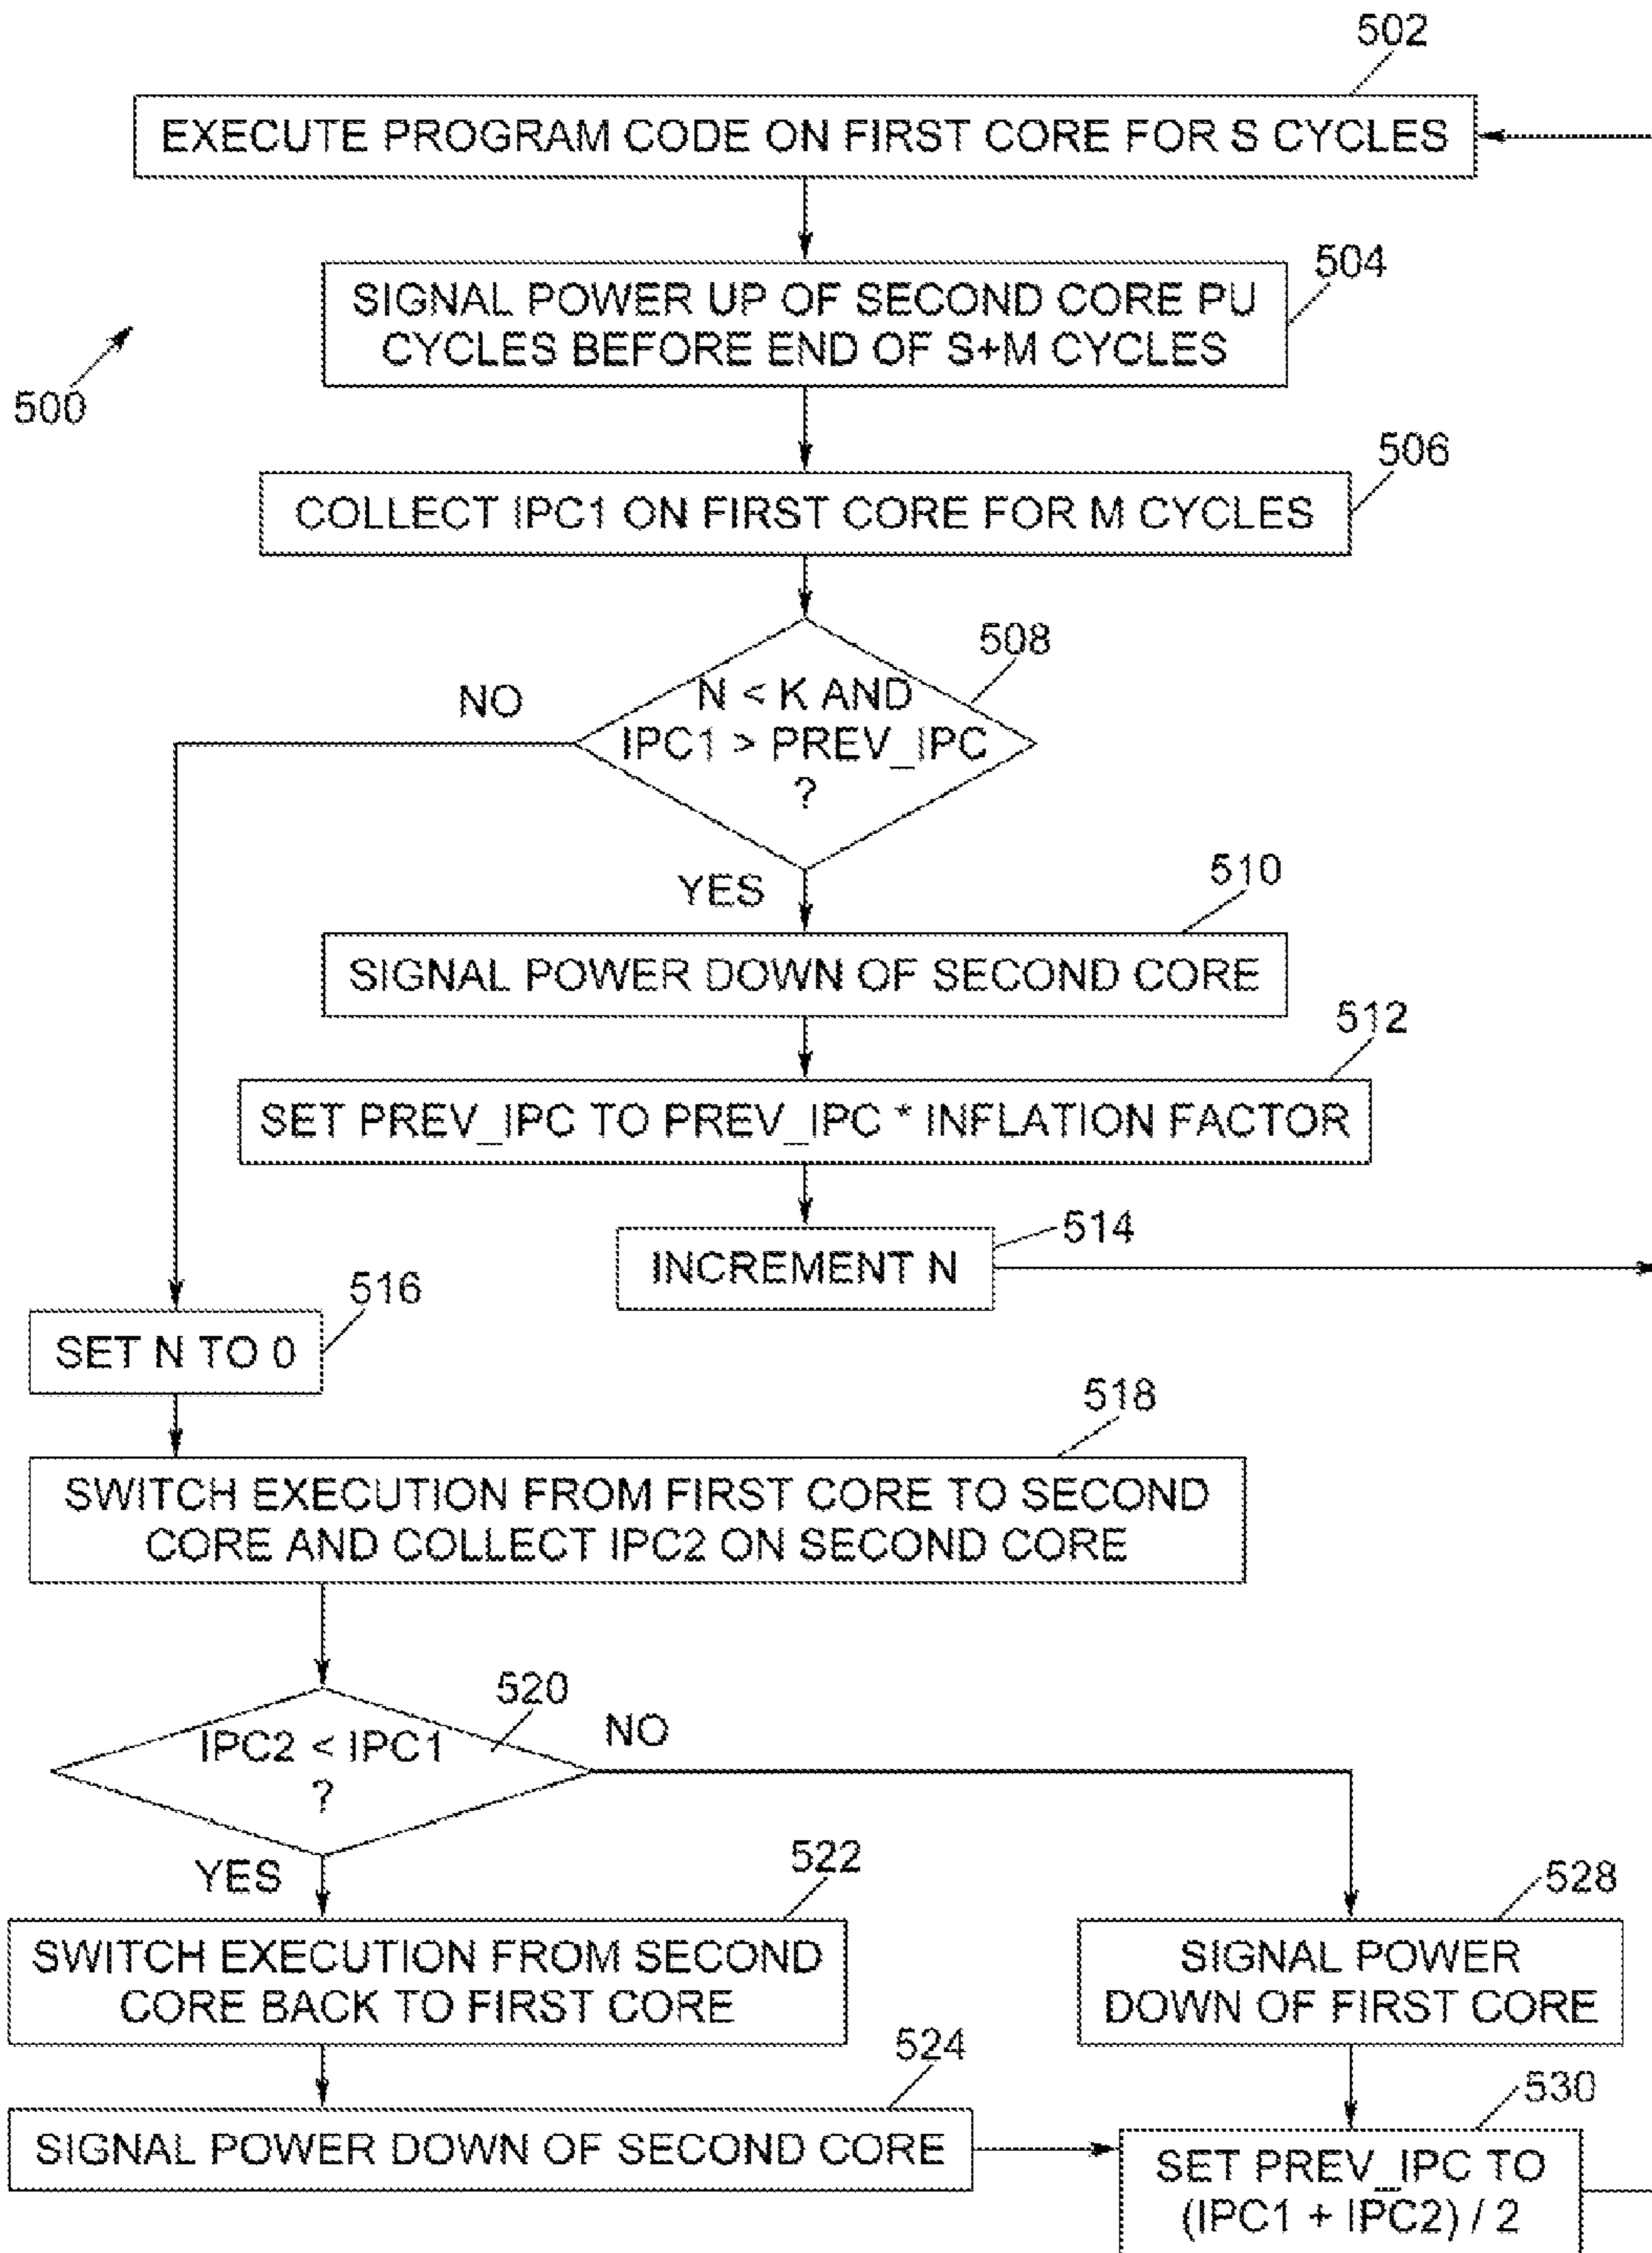 502
EXECUTE PROGRAM CODE ON FIRST CORE FOR S CYCLES
504
SIGNAL POWER UP OF SECOND CORE PU
CYCLES BEFORE END OF S+M CYCLES
500
506
COLLECT IPC1 ON FIRST CORE FOR M CYCLES
508
NO
N < K AND
IPC1 > PREV_IPC
?
YES
510
SIGNAL POWER DOWN OF SECOND CORE
512
SET PREV_IPC TO PREV_IPC * INFLATION FACTOR
514
INCREMENT N
516
SET N TO 0
518
SWITCH EXECUTION FROM FIRST CORE TO SECOND
CORE AND COLLECT IPC2 ON SECOND CORE
520
IPC2 < IPC1
?
NO
YES
522
SWITCH EXECUTION FROM SECOND
CORE BACK TO FIRST CORE
528
SIGNAL POWER
DOWN OF FIRST CORE
524
SIGNAL POWER DOWN OF SECOND CORE
530
SET PREV_IPC TO
(IPC1 + IPC2) / 2